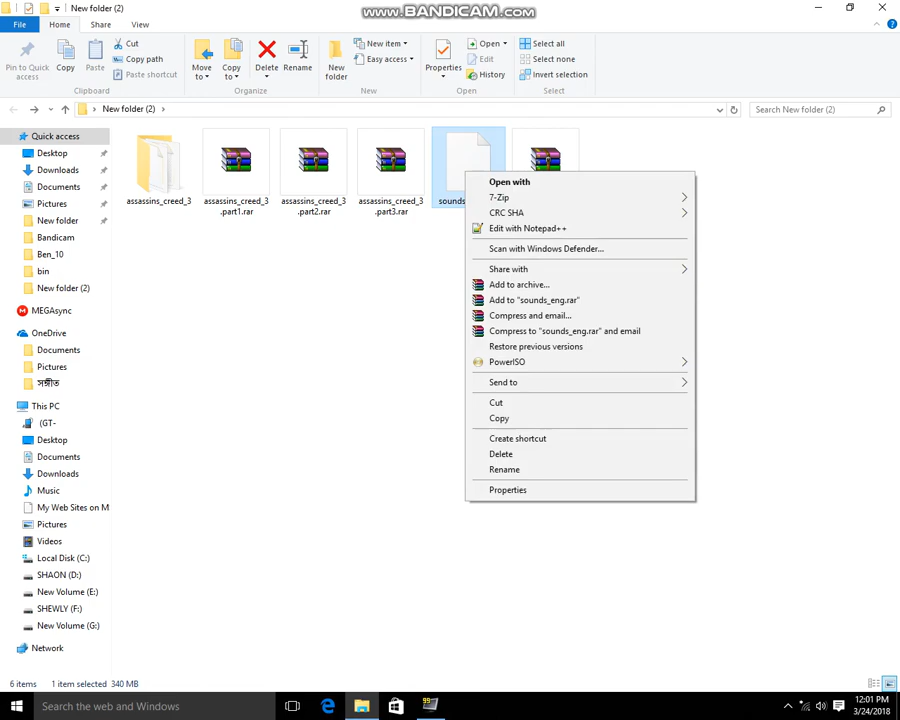 New folder (2)
www.BANDICAM.com
File
Home
Share
View
Pin to Quick access
Copy
Paste
Cut
Copy path
Paste shortcut
Clipboard
Move to
Copy to
Delete
Rename
Organize
New folder
New item
Easy access
New
Properties
Open
Edit
History
Open
Select all
Select none
Invert selection
Select
New folder (2)
Search New folder (2)
Quick access
Desktop
Downloads
Documents
Pictures
New folder
Bandicam
Ben_10
bin
New folder (2)
MEGAsync
OneDrive
Documents
Pictures
সঙ্গীত
This PC
(GT-
Desktop
Documents
Downloads
Music
My Web Sites on M
Pictures
Videos
Local Disk (C:)
SHAON (D:)
New Volume (E:)
SHEWLY (F:)
New Volume (G:)
Network
assassins_creed_3
assassins_creed_3
.part1.rar
assassins_creed_3
.part2.rar
assassins_creed_3
.part3.rar
sounds
Open with
7-Zip
CRC SHA
Edit with Notepad++
Scan with Windows Defender...
Share with
Add to archive...
Add to "sounds_eng.rar"
Compress and email...
Compress to "sounds_eng.rar" and email
Restore previous versions
PowerISO
Send to
Cut
Copy
Create shortcut
Delete
Rename
Properties
6 items
1 item selected 340 MB
Search the web and Windows
99
12:01 PM
3/24/2018